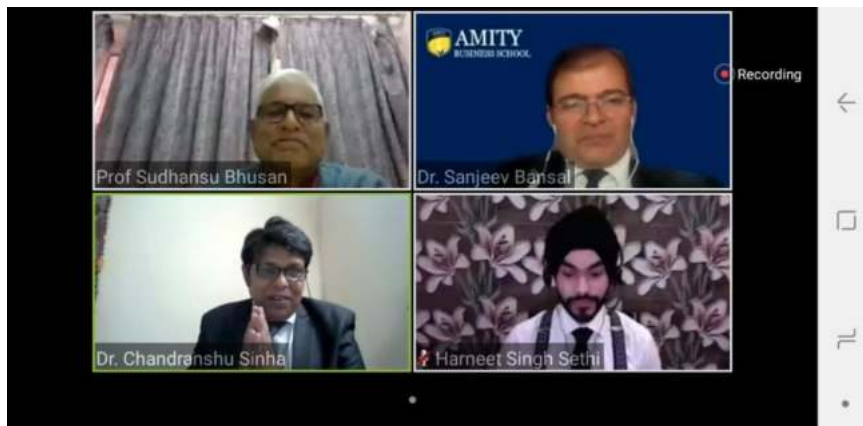 AMITY
BUSINESS SCHOOL
Recording
Prof Sudhansu Bhusan
Dr. Sanjeev Bansal
Dr. Chandranshu Sinha
Harneet Singh Sethi